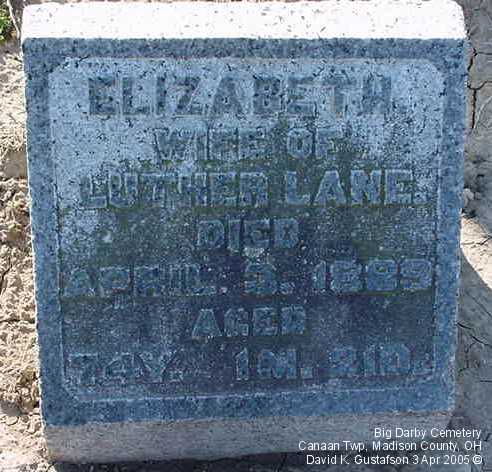 ELIZABETH.
WIFE OF
LUTHER LANE.
DIED
APRIL. 3. 1889
AGED
74Y. 1M. 21D.
Big Darby Cemetery
Canaan Twp, Madison County, OH
David K. Gustafson 3 Apr 2005 ©